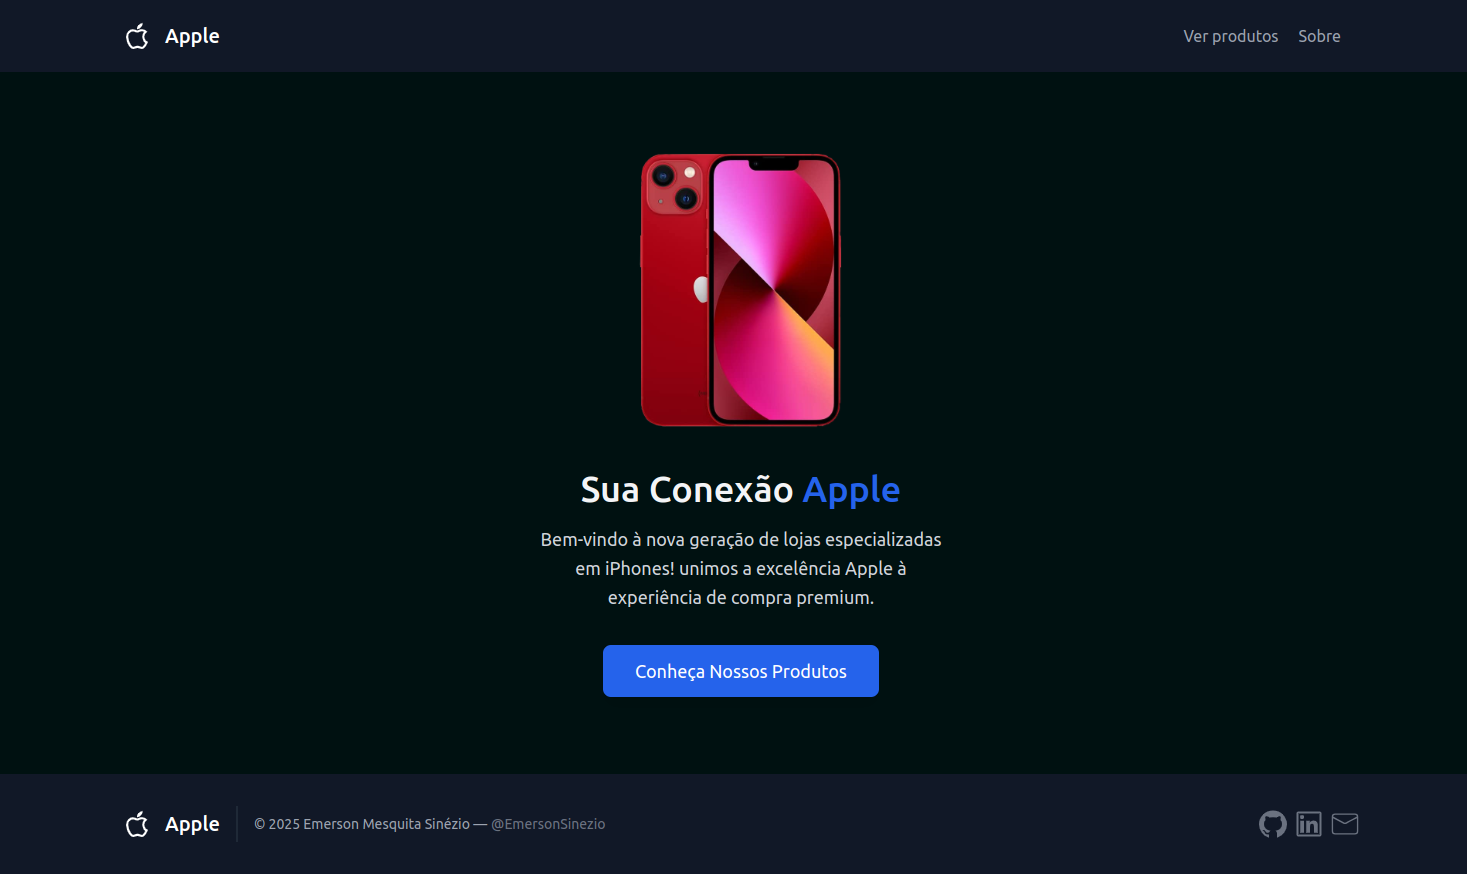 Apple
Ver produtos
Sobre
Sua Conexão Apple
Bem-vindo à nova geração de lojas especializadas
em iPhones! unimos a excelência Apple à
experiência de compra premium.
Conheça Nossos Produtos
Apple
© 2025 Emerson Mesquita Sinézio — @EmersonSinezio
in